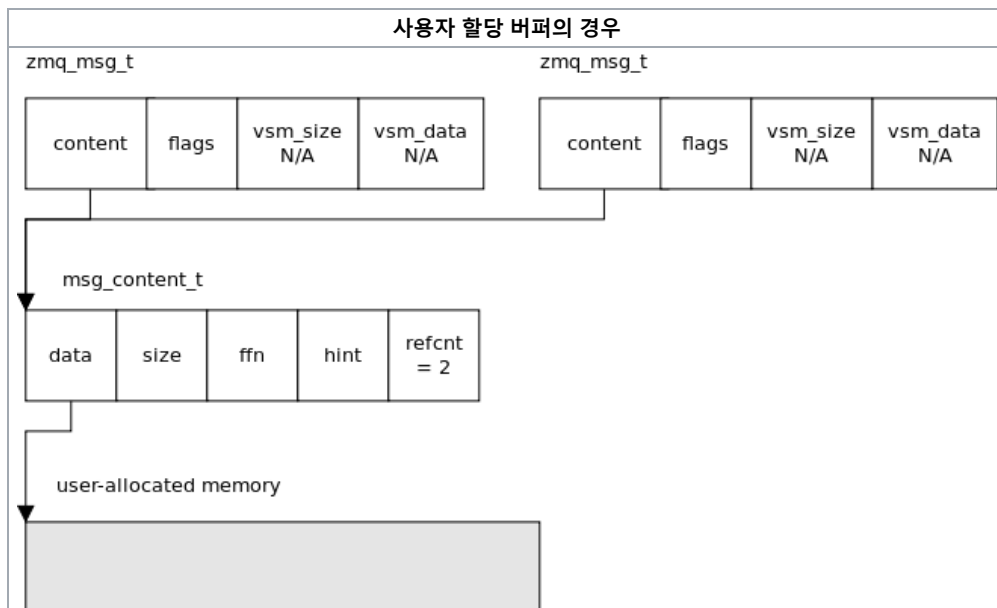 사용자 할당 버퍼의 경우
zmq_msg_t
zmq_msg_t
content
flags
vsm_size
N/A
vsm_data
N/A
content
flags
vsm_size
N/A
vsm_data
N/A
msg_content_t
data
size
ffn
hint
refcnt
= 2
user-allocated memory